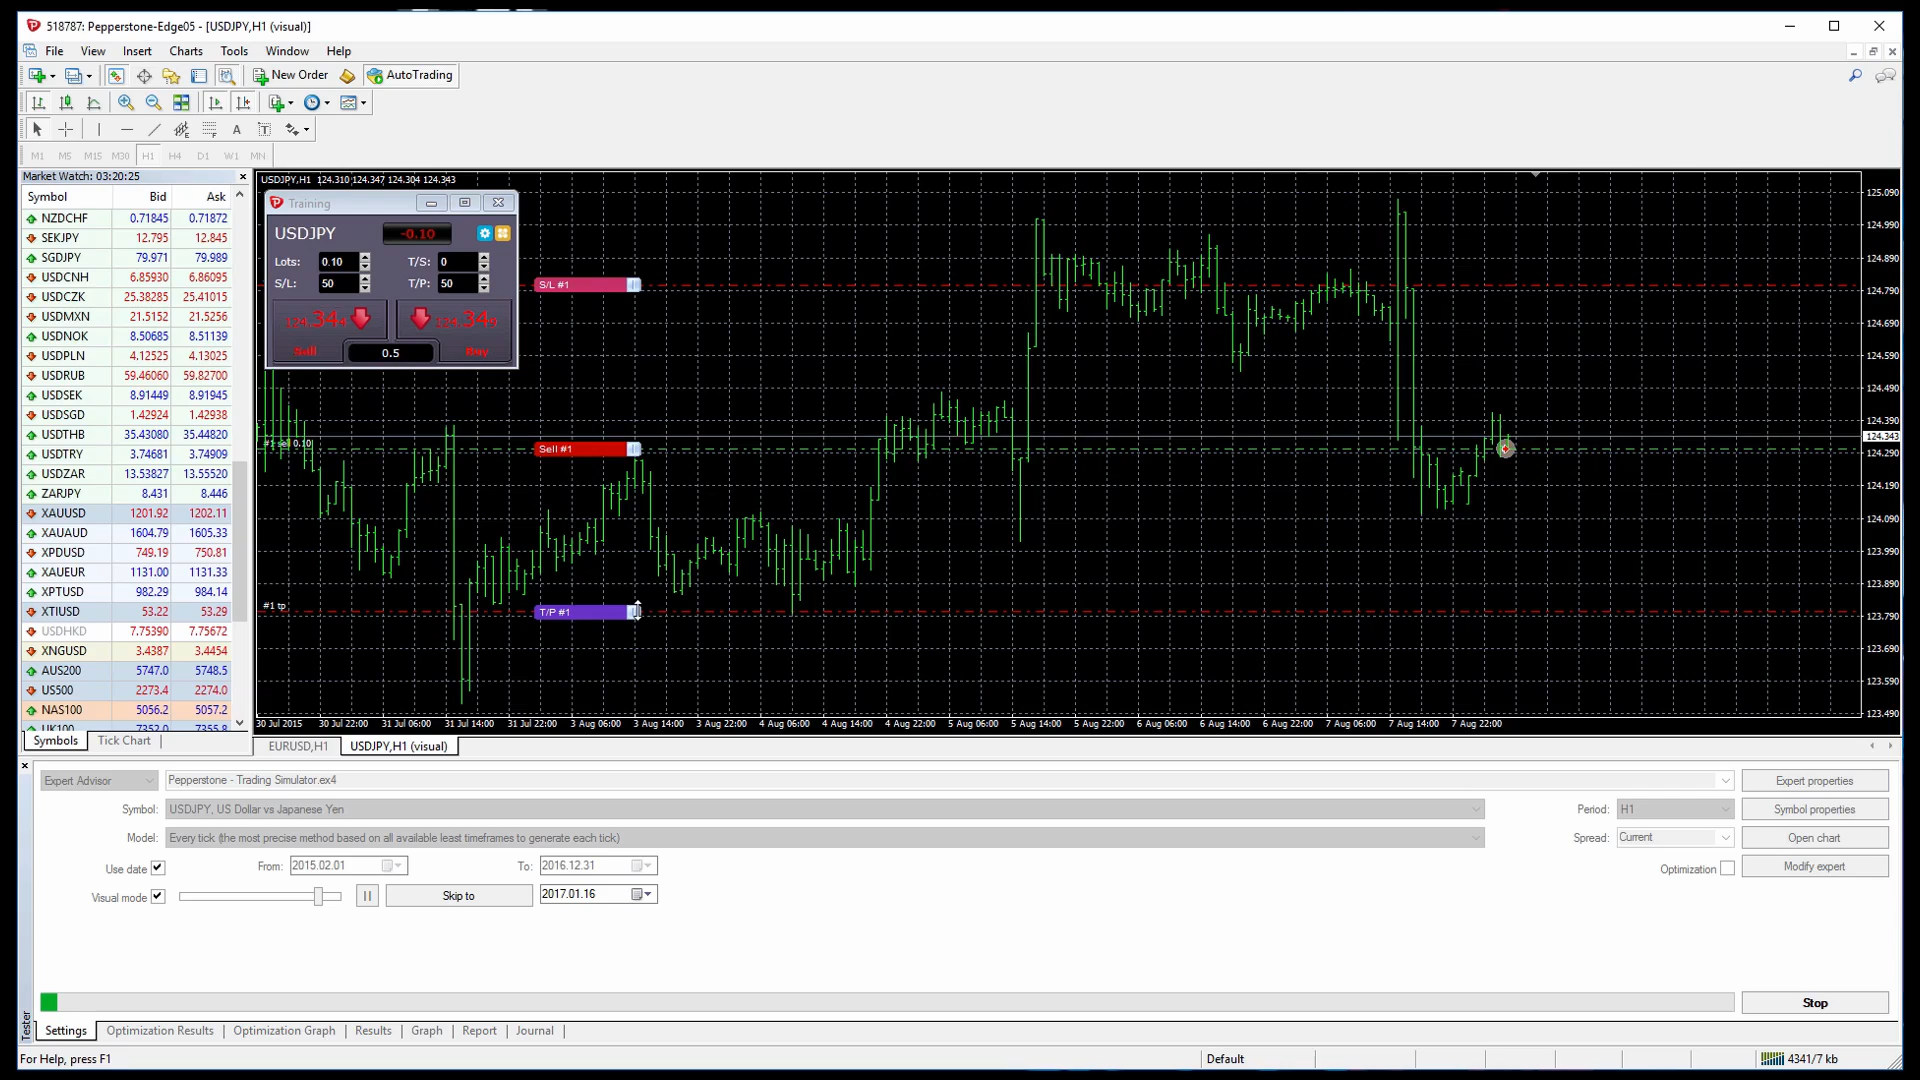 518787: Pepperstone-Edge05 - [USDJPY,H1 (visual)]
File View Insert Charts Tools Window Help
New Order AutoTrading
M1 M5 M15 M30 H1 H4 D1 W1 MN
Market Watch: 03:20:25
Symbol Bid Ask
NZDCHF 0.71845 0.71872
SEKJPY 12.795 12.845
SGDJPY 79.971 79.989
USDCNH 6.85930 6.86095
USDCZK 25.38285 25.41015
USDMXN 21.5152 21.5256
USDNOK 8.50685 8.51139
USDPLN 4.12525 4.13025
USDRUB 59.46060 59.82700
USDSEK 8.91449 8.91945
USDSGD 1.42924 1.42938
USDTHB 35.43080 35.44820
USDTRY 3.74681 3.74909
USDZAR 13.53827 13.55520
ZARJPY 8.431 8.446
XAUUSD 1201.92 1202.11
XAUAUD 1604.79 1605.33
XPDUSD 749.19 750.81
XAUEUR 1131.00 1131.33
XPTUSD 982.29 984.14
XTIUSD 53.22 53.29
USDHKD 7.75390 7.75672
XNGUSD 3.4387 3.4454
AUS200 5747.0 5748.5
US500 2273.4 2274.0
NAS100 5056.2 5057.2
UK100 7352.0 7355.8
Symbols Tick Chart
USDJPY,H1 124.310 124.347 124.304 124.343
Training
USDJPY -0.10
Lots: 0.10 T/S: 0
S/L: 50 T/P: 50
124.344 124.349
Sell 0.5 Buy
S/L #1
#1 sell 0.10
Sell #1
#1 tp
T/P #1
125.090
124.990
124.890
124.790
124.690
124.590
124.490
124.390
124.343
124.290
124.190
124.090
123.990
123.890
123.790
123.690
123.590
123.490
30 Jul 2015 30 Jul 22:00 31 Jul 06:00 31 Jul 14:00 31 Jul 22:00 3 Aug 06:00 3 Aug 14:00 3 Aug 22:00 4 Aug 06:00 4 Aug 14:00 4 Aug 22:00 5 Aug 06:00 5 Aug 14:00 5 Aug 22:00 6 Aug 06:00 6 Aug 14:00 6 Aug 22:00 7 Aug 06:00 7 Aug 14:00 7 Aug 22:00
EURUSD,H1 USDJPY,H1 (visual)
Expert Advisor Pepperstone - Trading Simulator.ex4 Expert properties
Symbol: USDJPY, US Dollar vs Japanese Yen Period: H1 Symbol properties
Model: Every tick (the most precise method based on all available least timeframes to generate each tick) Spread: Current Open chart
Use date From: 2015.02.01 To: 2016.12.31 Optimization Modify expert
Visual mode Skip to 2017.01.16
Stop
Tester
Settings Optimization Results Optimization Graph Results Graph Report Journal
For Help, press F1 Default 4341/7 kb